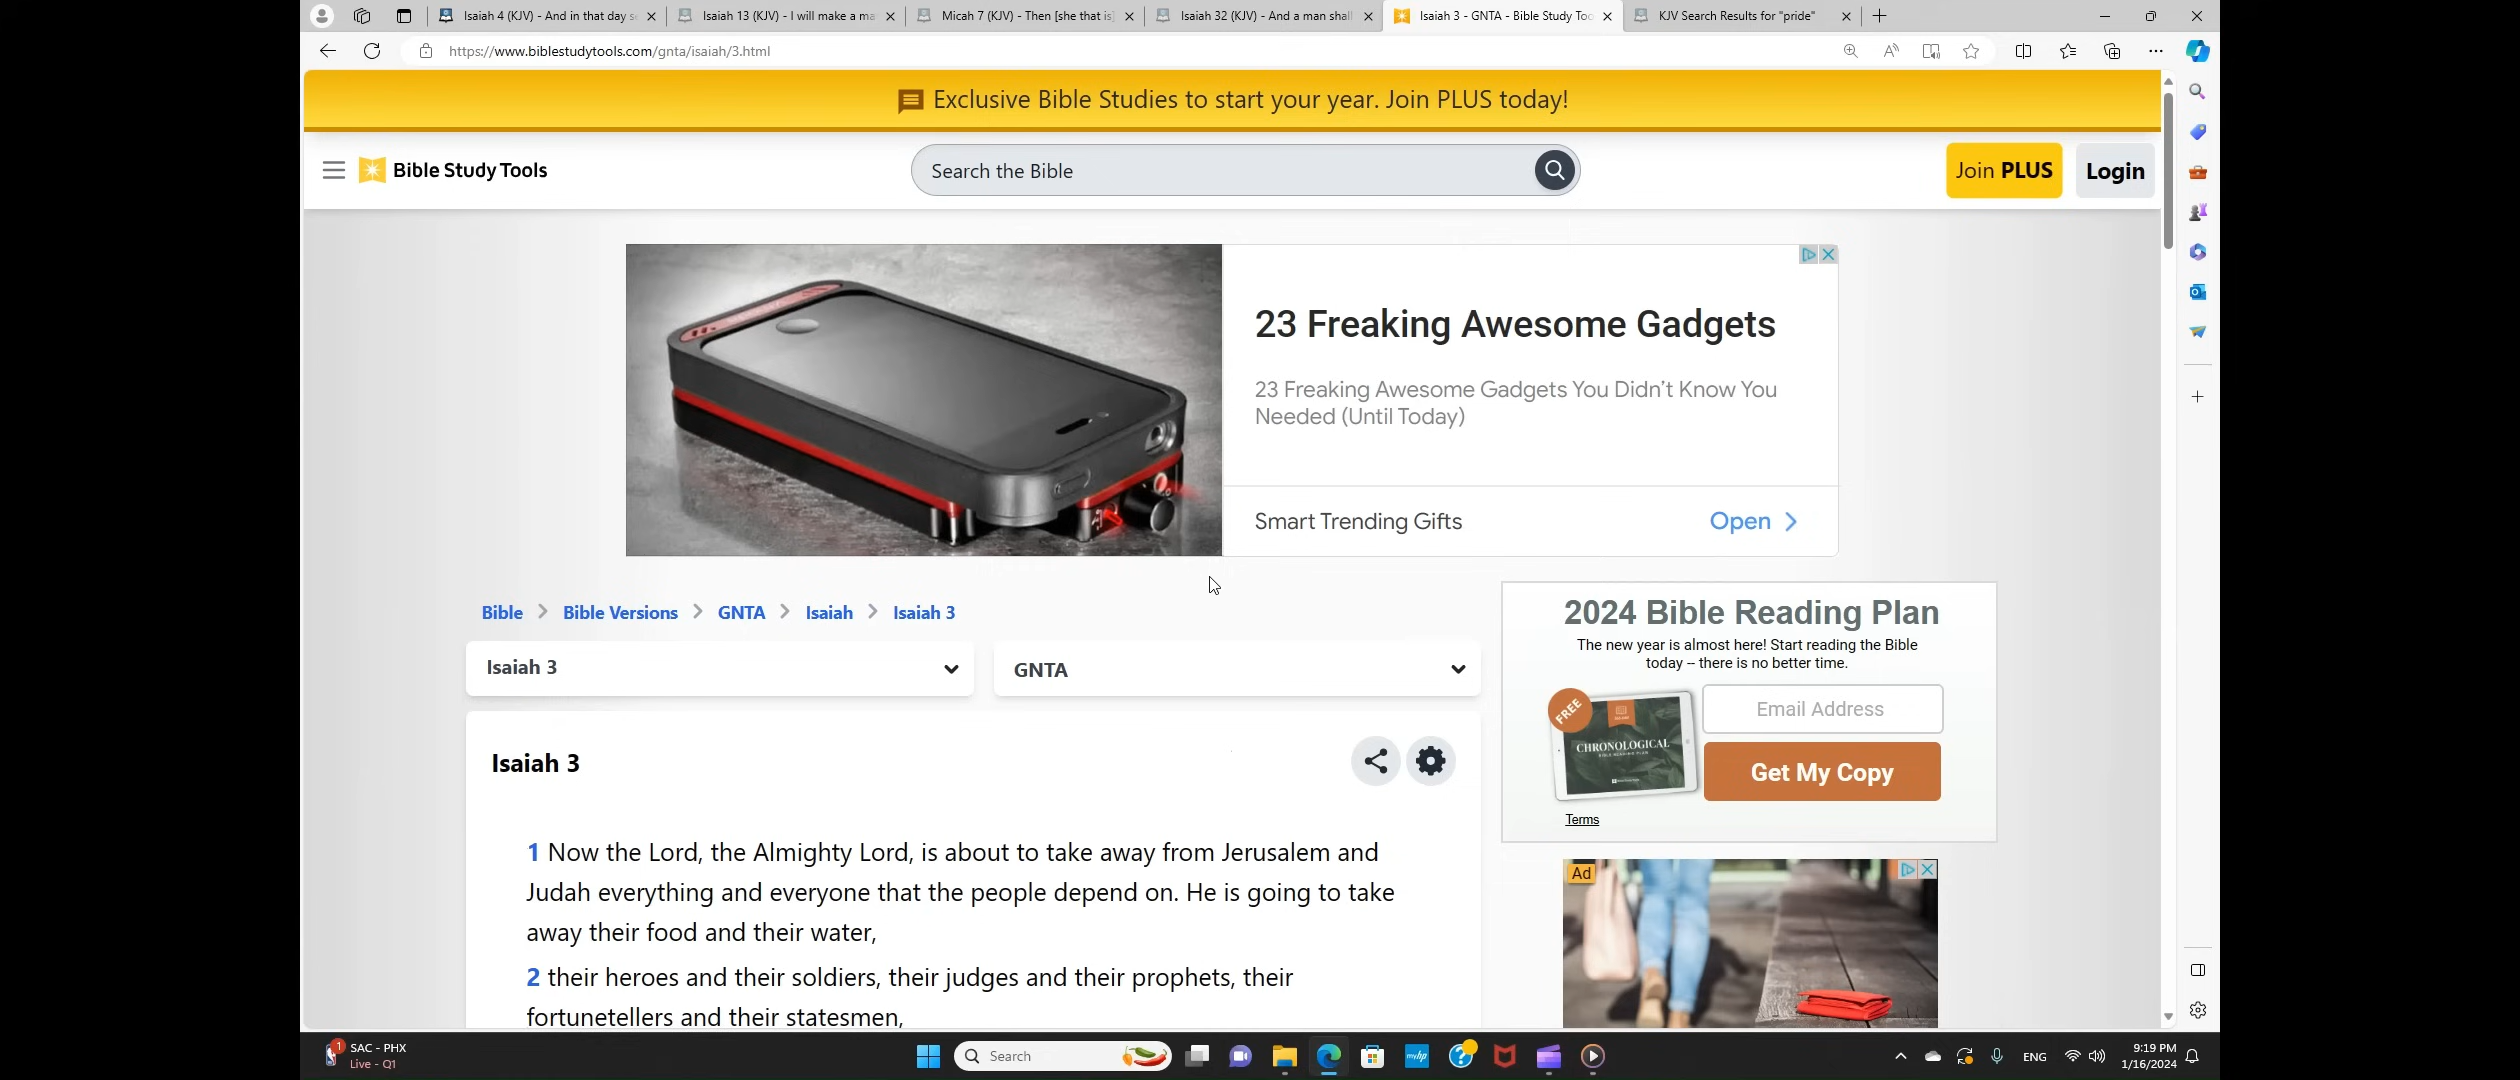 Isaiah 4 (KJV) - And in that day s
Isaiah 13 (KJV) - I will make a ma
Micah 7 (KJV) - Then [she that is]
Isaiah 32 (KJV) - And a man shall
Isaiah 3 - GNTA - Bible Study Too
KJV Search Results for "pride"
https://www.biblestudytools.com/gnta/isaiah/3.html
Exclusive Bible Studies to start your year. Join PLUS today!
Bible Study Tools
Search the Bible
Join PLUS
Login
23 Freaking Awesome Gadgets
23 Freaking Awesome Gadgets You Didn't Know You
Needed (Until Today)
Smart Trending Gifts
Open
Bible > Bible Versions > GNTA > Isaiah > Isaiah 3
Isaiah 3
GNTA
Isaiah 3
1 Now the Lord, the Almighty Lord, is about to take away from Jerusalem and
Judah everything and everyone that the people depend on. He is going to take
away their food and their water,
2 their heroes and their soldiers, their judges and their prophets, their
fortunetellers and their statesmen,
2024 Bible Reading Plan
The new year is almost here! Start reading the Bible
today -- there is no better time.
FREE
CHRONOLOGICAL
Email Address
Get My Copy
Terms
Ad
1
SAC - PHX
Live - Q1
Search
myhp
ENG
9:19 PM
1/16/2024